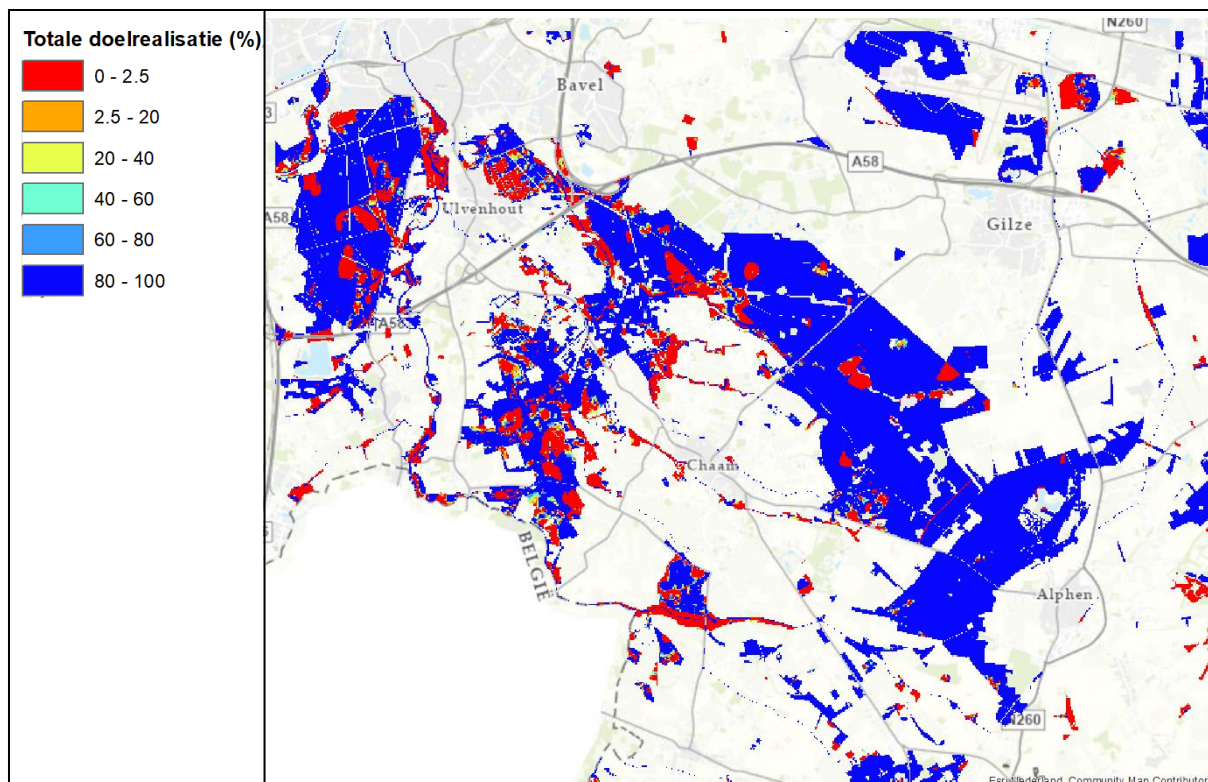 Totale doelrealisatie (%)
0 - 2.5
2.5 - 20
20 - 40
40 - 60
60 - 80
80 - 100
N260
Bavel
A58
Ulvenhout
A58
Gilze
A58
Chaam
BELGIË
Alphen
N260
Esri Nederland, Community Map Contributor